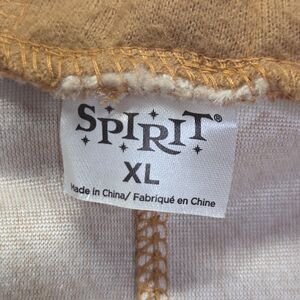 SPIRIT®
XL
Made in China/ Fabriqué en Chine